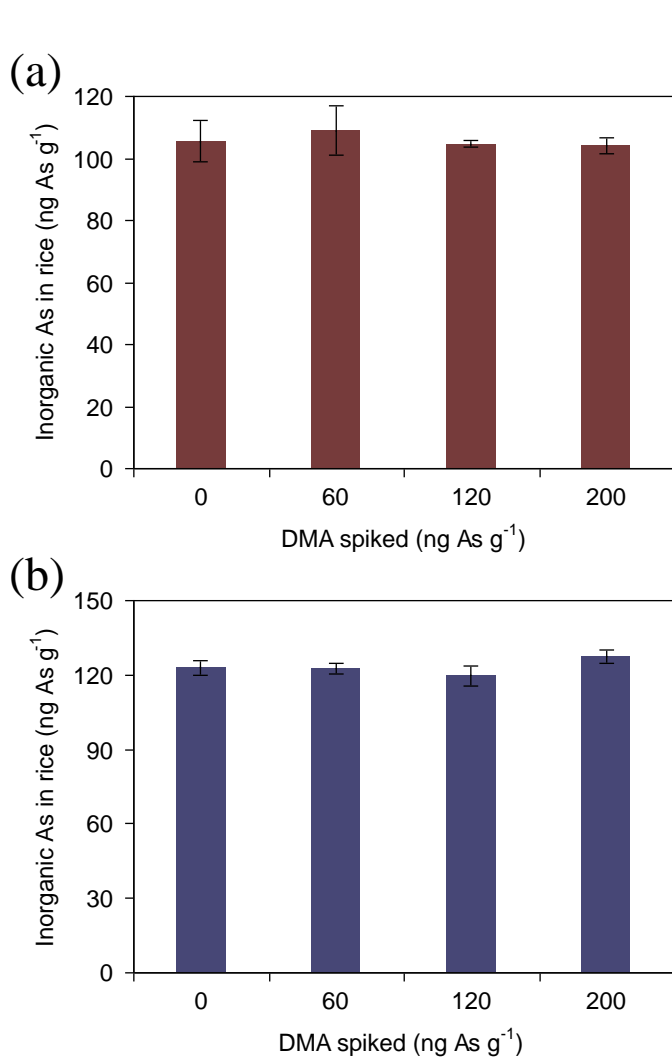 (a)
120
100
80
60
40
20
0
Inorganic As in rice (ng As g-1)
0 60 120 200
DMA spiked (ng As g-1)
(b)
150
120
90
60
30
0
Inorganic As in rice (ng As g-1)
0 60 120 200
DMA spiked (ng As g-1)